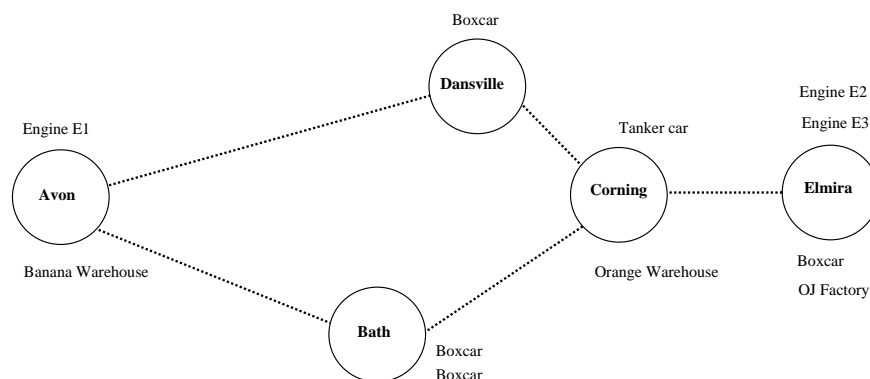 Boxcar
Dansville
Engine E2
Engine E3
Engine E1
Tanker car
Avon
Corning
Elmira
Banana Warehouse
Orange Warehouse
Boxcar
OJ Factory
Bath
Boxcar
Boxcar